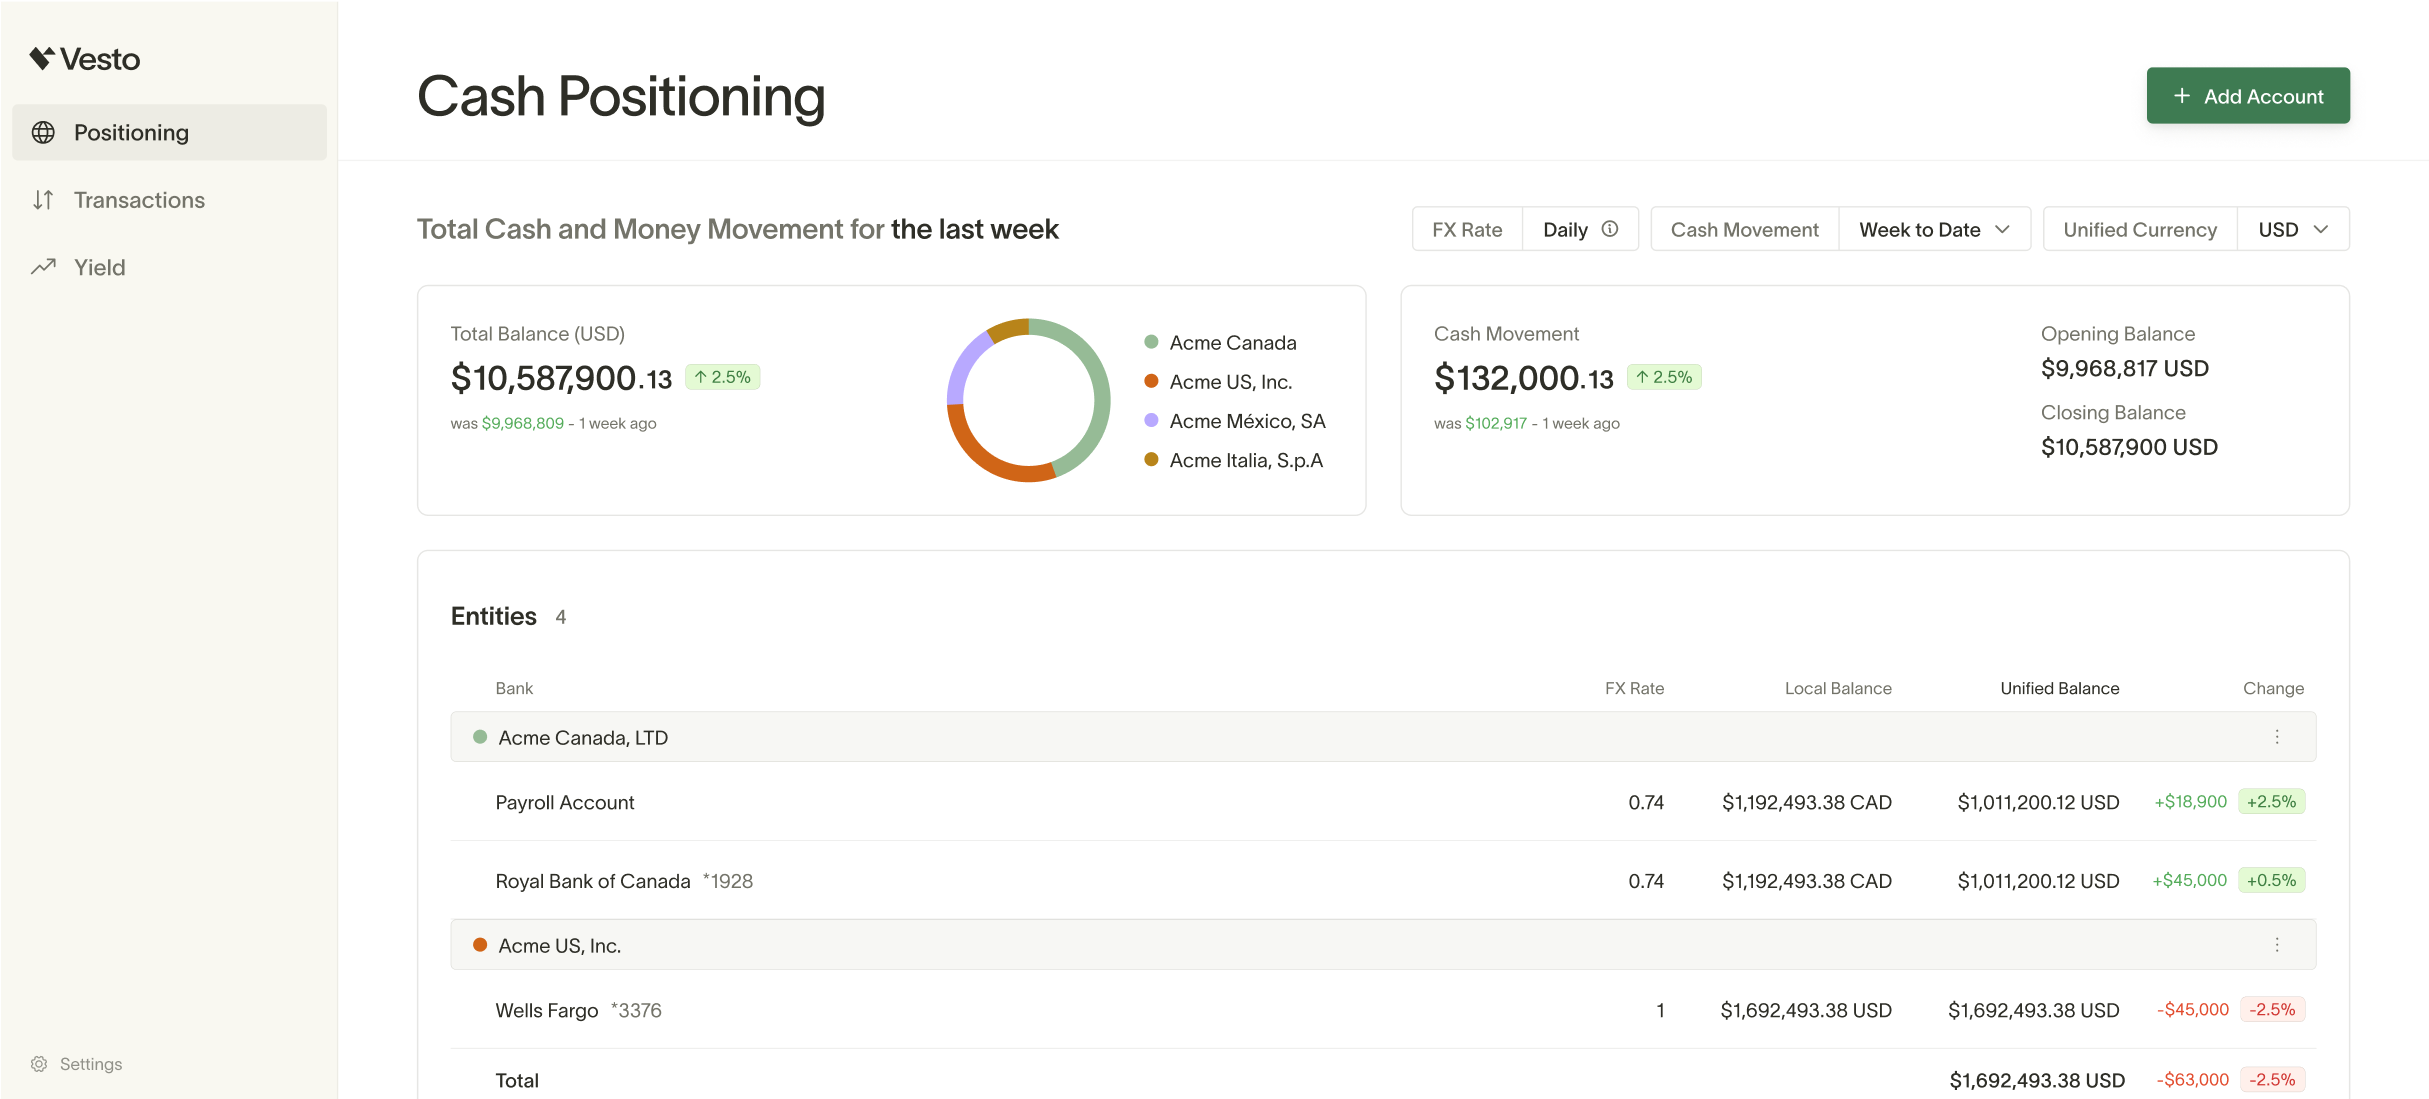 Vesto
Positioning
Transactions
Yield
Settings
Cash Positioning
+ Add Account
Total Cash and Money Movement for the last week
FX Rate Daily
Cash Movement Week to Date
Unified Currency USD
Total Balance (USD)
$10,587,900.13 ↑ 2.5%
was $9,968,809 - 1 week ago
Acme Canada
Acme US, Inc.
Acme México, SA
Acme Italia, S.p.A
Cash Movement
$132,000.13 ↑ 2.5%
was $102,917 - 1 week ago
Opening Balance
$9,968,817 USD
Closing Balance
$10,587,900 USD
Entities 4
Bank FX Rate Local Balance Unified Balance Change
Acme Canada, LTD
Payroll Account 0.74 $1,192,493.38 CAD $1,011,200.12 USD +$18,900 +2.5%
Royal Bank of Canada *1928 0.74 $1,192,493.38 CAD $1,011,200.12 USD +$45,000 +0.5%
Acme US, Inc.
Wells Fargo *3376 1 $1,692,493.38 USD $1,692,493.38 USD -$45,000 -2.5%
Total $1,692,493.38 USD -$63,000 -2.5%